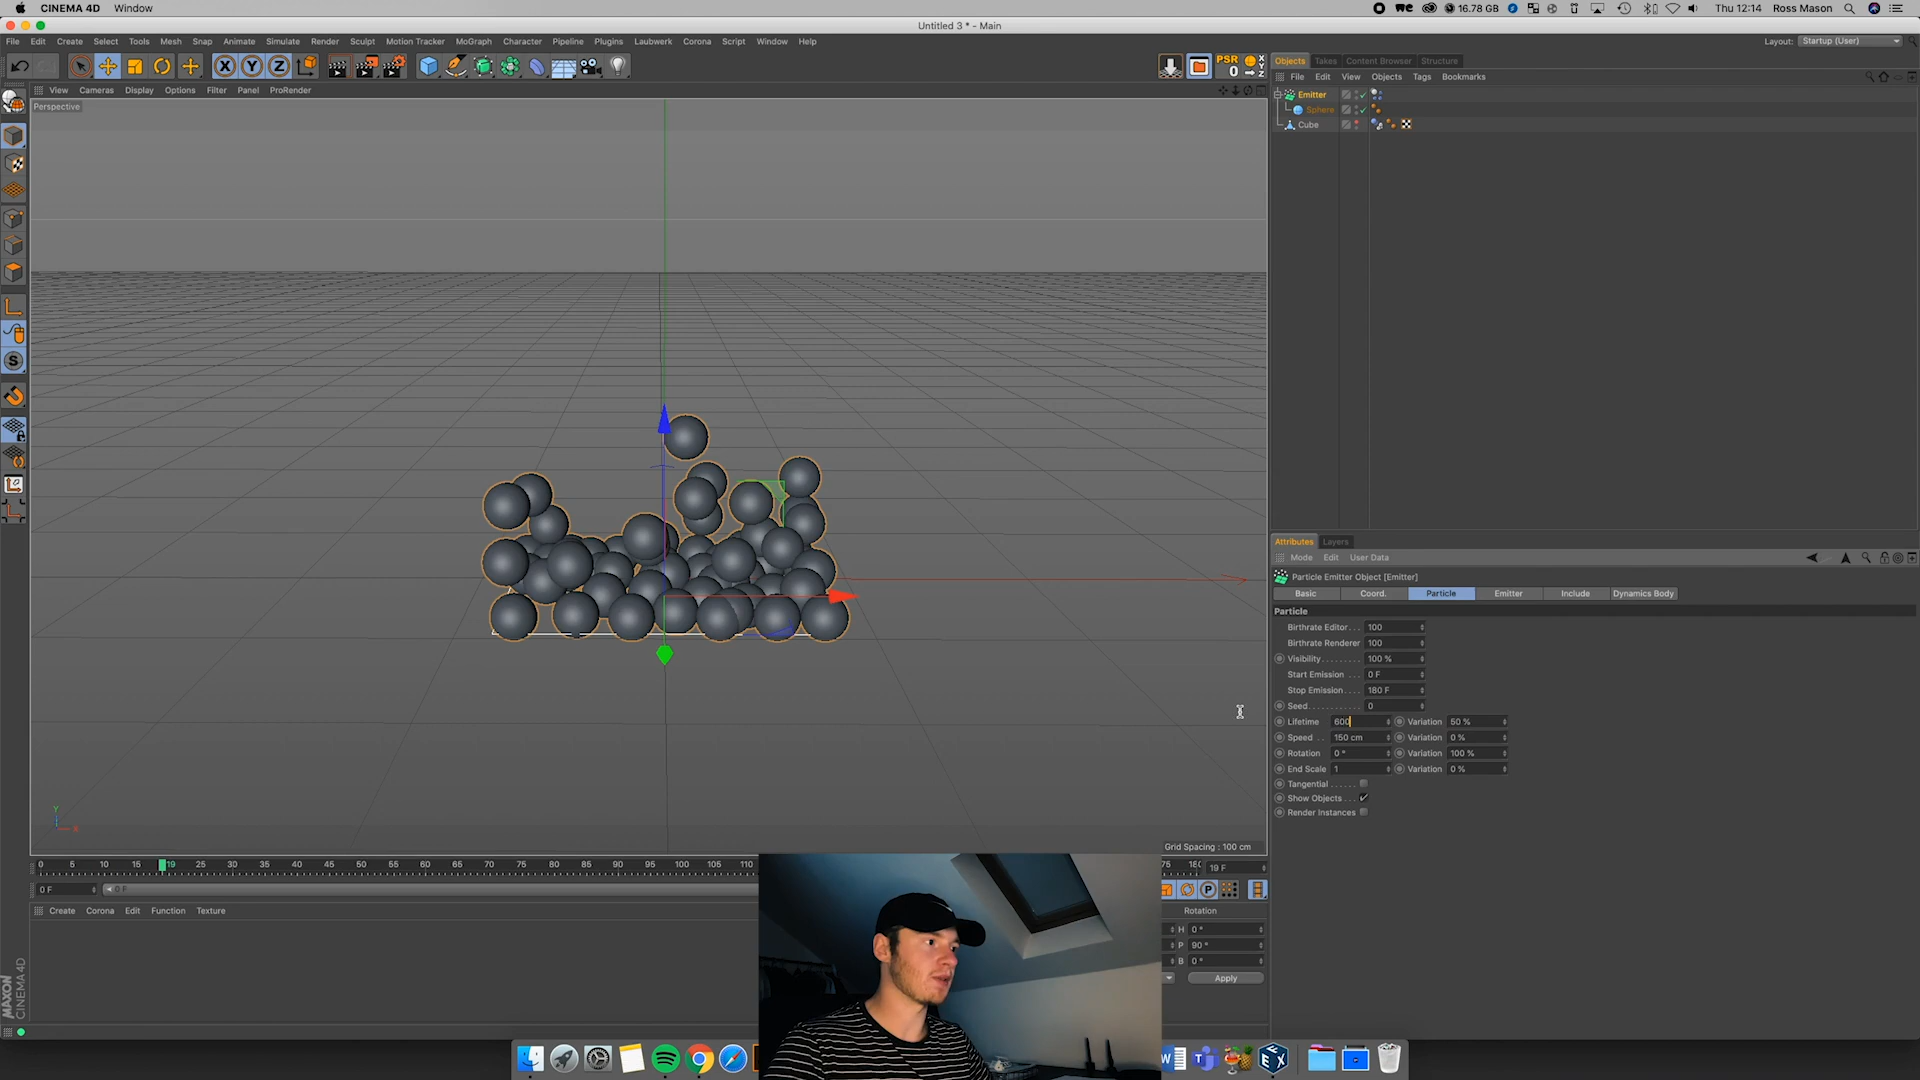 CINEMA 4D Window 16.78 GB Thu 12:14 Ross Mason
Untitled 3 * - Main
File Edit Create Select Tools Mesh Snap Animate Simulate Render Sculpt Motion Tracker MoGraph Character Pipeline Plugins Laubwerk Corona Script Window Help Layout: Startup (User)
X Y Z PSR 0
Objects Takes Content Browser Structure
File Edit View Objects Tags Bookmarks
View Cameras Display Options Filter Panel ProRender
Perspective
Emitter
Sphere
Cube
Attributes Layers
Mode Edit User Data
Particle Emitter Object [Emitter]
Basic Coord. Particle Emitter Include Dynamics Body
Particle
Birthrate Editor . . . 100
Birthrate Renderer 100
Visibility . . . . . . . . . 100 %
Start Emission . . . 0 F
Stop Emission . . . . 180 F
Seed . . . . . . . . . . . . 0
Lifetime 600 Variation 50 %
Speed . . 150 cm Variation 0 %
Rotation 0 ° Variation 100 %
End Scale 1 Variation 0 %
Tangential . . . . . .
Show Objects . . .
Render Instances
Y
X
Grid Spacing : 100 cm
0 5 10 15 19 25 30 35 40 45 50 55 60 65 70 75 80 85 90 95 100 105 110 75 180 19 F
0 F 0 F P
Create Corona Edit Function Texture
Rotation
H 0 °
P 90 °
B 0 °
Apply
MAXON
CINEMA 4D
W
EX